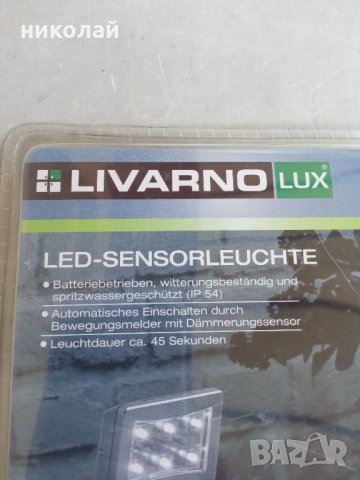 николай
LIVARNO LUX
LED-SENSORLEUCHTE
• Batteriebetrieben, witterungsbeständig und
spritzwassergeschützt (IP 54)
• Automatisches Einschalten durch
Bewegungsmelder mit Dämmerungssensor
• Leuchtdauer ca. 45 Sekunden
BAZAR